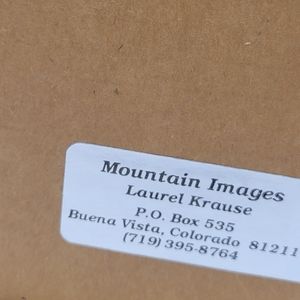 Mountain Images
Laurel Krause
P.O. Box 535
Buena Vista, Colorado 81211
(719) 395-8764